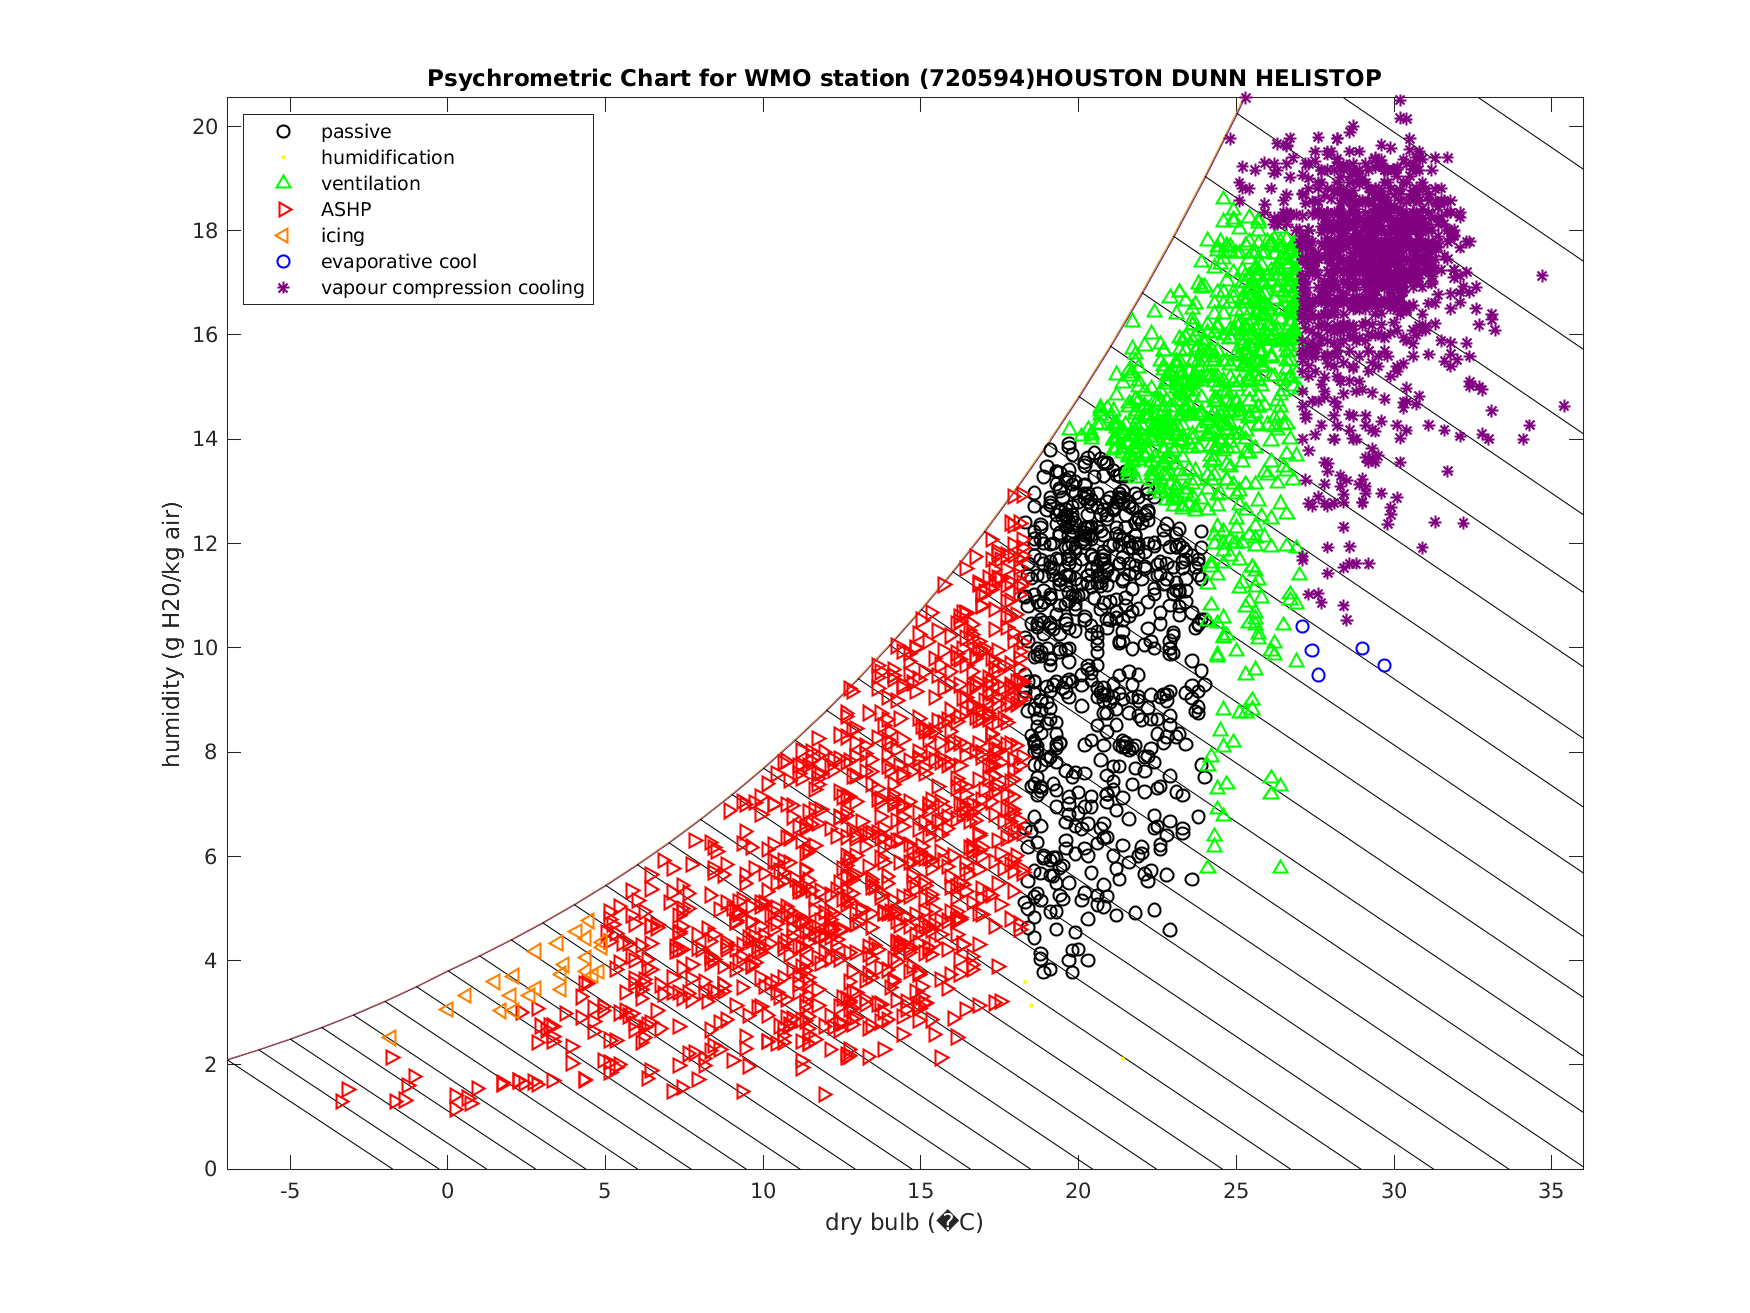 Psychrometric Chart for WMO station (720594)HOUSTON DUNN HELISTOP
passive
humidification
ventilation
ASHP
icing
evaporative cool
vapour compression cooling
20
18
16
14
12
10
8
6
4
2
0
humidity (g H20/kg air)
-5
0
5
10
15
20
25
30
35
dry bulb (�C)